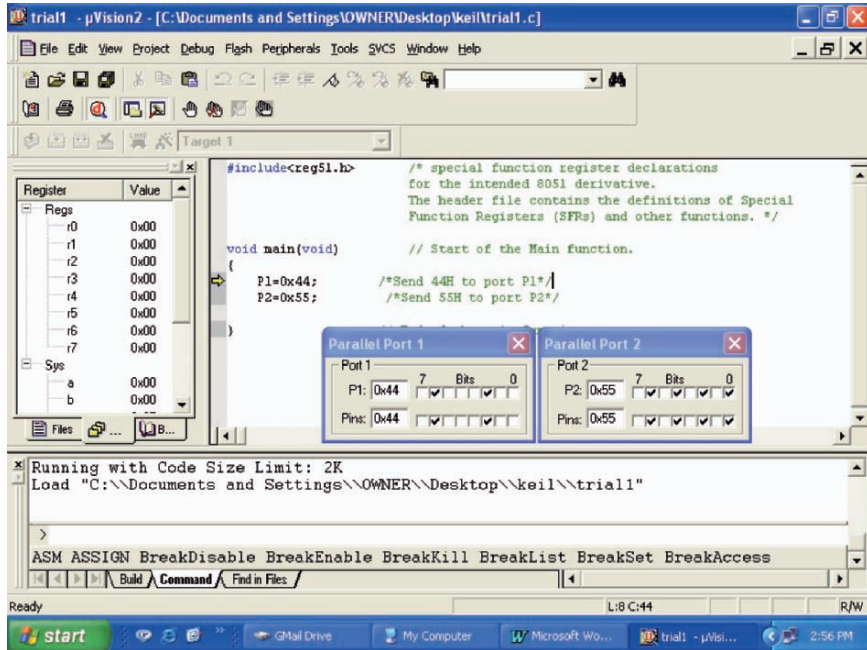 trial1 - µVision2 - [C:\Documents and Settings\OWNER\Desktop\keil\trial1.c]
File Edit View Project Debug Flash Peripherals Tools SVCS Window Help
Target 1
Register Value
Regs
r0 0x00
r1 0x00
r2 0x00
r3 0x00
r4 0x00
r5 0x00
r6 0x00
r7 0x00
Sys
a 0x00
b 0x00
Files ... B...
#include<reg51.h> /* special function register declarations
for the intended 8051 derivative.
The header file contains the definitions of Special
Function Registers (SFRs) and other functions. */
void main(void) // Start of the Main function.
{
P1=0x44; /*Send 44H to port P1*/
P2=0x55; /*Send 55H to port P2*/
}
Parallel Port 1
Port 1
P1: 0x44 7 Bits 0
Pins: 0x44
Parallel Port 2
Port 2
P2: 0x55 7 Bits 0
Pins: 0x55
Running with Code Size Limit: 2K
Load "C:\\Documents and Settings\\OWNER\\Desktop\\keil\\trial1"
>
ASM ASSIGN BreakDisable BreakEnable BreakKill BreakList BreakSet BreakAccess
Build Command Find in Files
Ready L:8 C:44 R/W
start GMail Drive My Computer Microsoft Wo... trial1 - µVisi... 2:56 PM